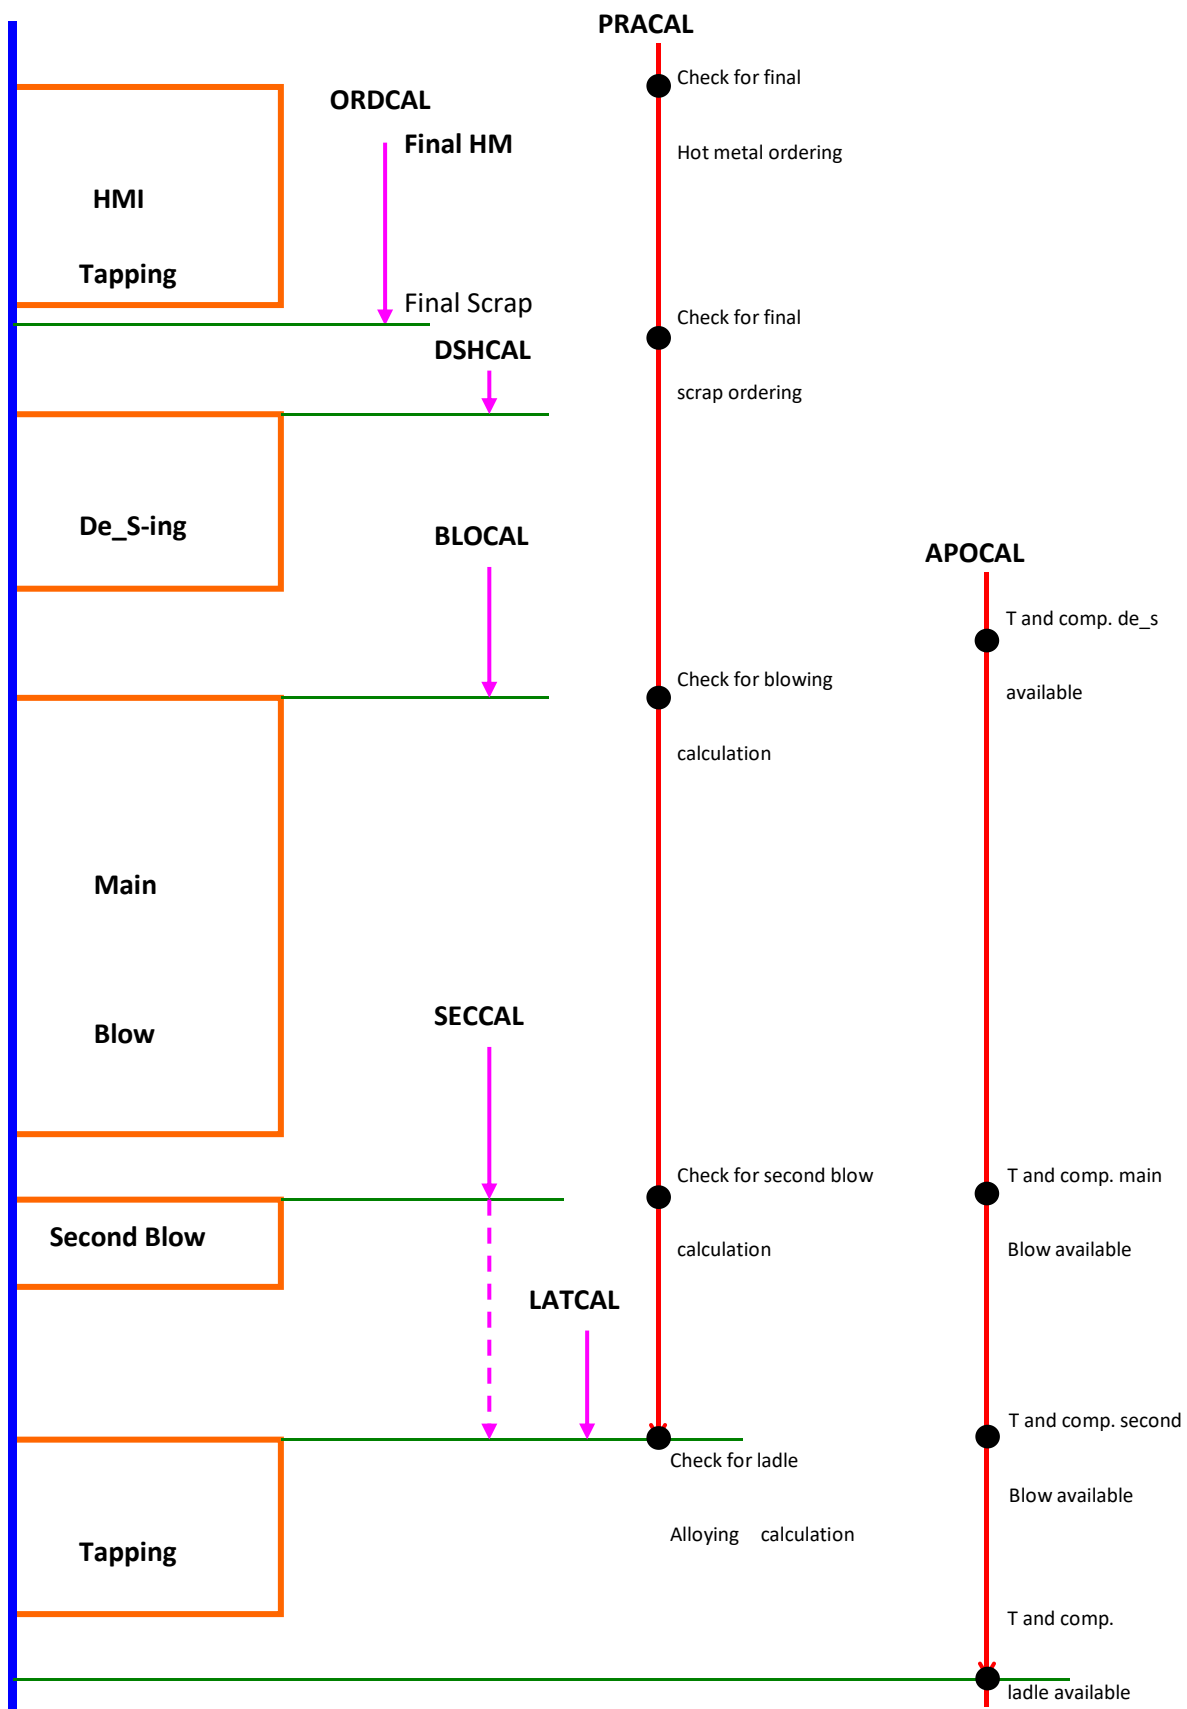 PRACAL
Check for final
ORDCAL
Final HM
Hot metal ordering
HMI
Tapping
Final Scrap
Check for final
DSHCAL
scrap ordering
De_S-ing
BLOCAL
APOCAL
T and comp. de_s
Check for blowing
available
calculation
Main
SECCAL
Blow
Check for second blow
T and comp. main
Second Blow
calculation
Blow available
LATCAL
T and comp. second
Check for ladle
Blow available
Alloying calculation
Tapping
T and comp.
ladle available